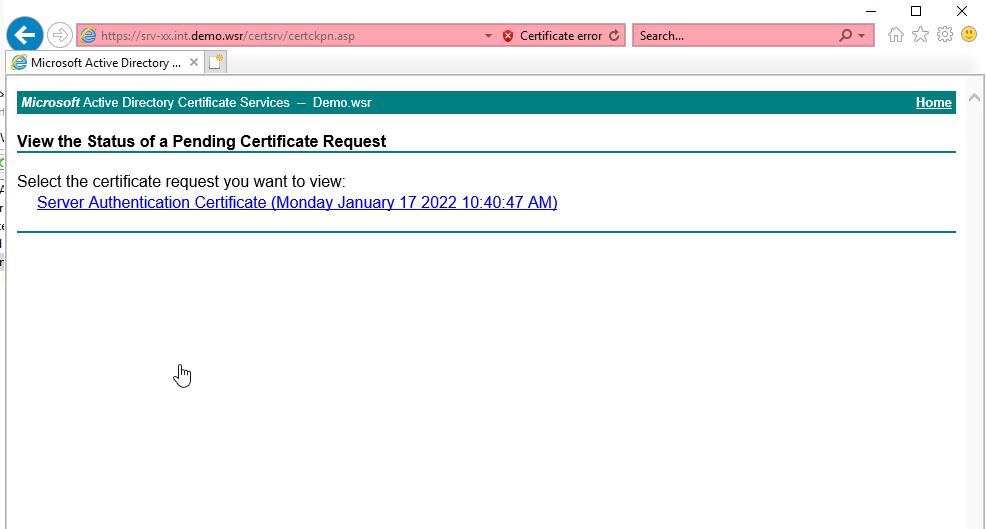 https://srv-xx.int.demo.wsr/certsrv/certckpn.asp
Certificate error
Search...
Microsoft Active Directory ...
Microsoft Active Directory Certificate Services -- Demo.wsr
Home
View the Status of a Pending Certificate Request
Select the certificate request you want to view:
Server Authentication Certificate (Monday January 17 2022 10:40:47 AM)